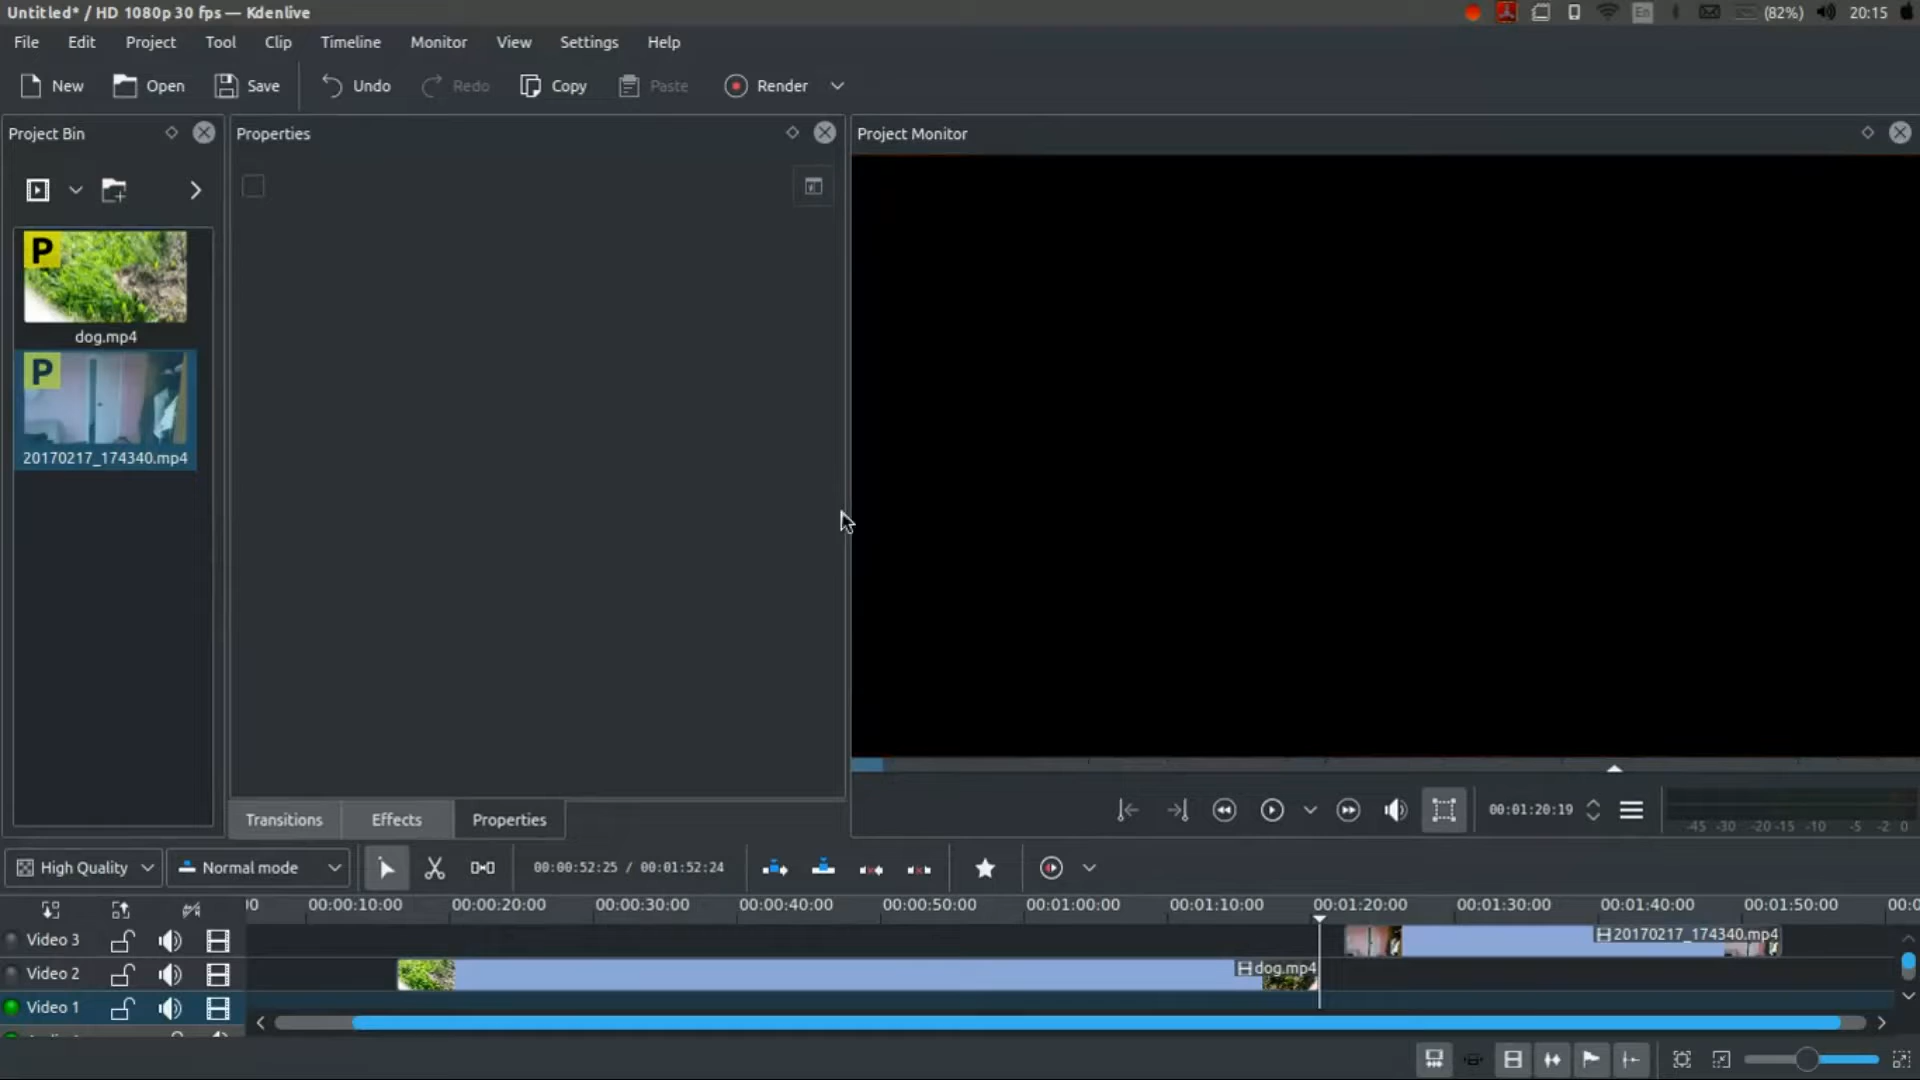 Untitled* / HD 1080p 30 fps — Kdenlive
En
(82%)
20:15
File Edit Project Tool Clip Timeline Monitor View Settings Help
New Open Save Undo Redo Copy Paste Render
Project Bin
Properties
Project Monitor
P
dog.mp4
P
20170217_174340.mp4
Transitions Effects Properties
00:01:20:19
-45 -30 -20 -15 -10 -5 -2 0
High Quality
Normal mode
00:00:52:25 / 00:01:52:24
00:00:10:00 00:00:20:00 00:00:30:00 00:00:40:00 00:00:50:00 00:01:00:00 00:01:10:00 00:01:20:00 00:01:30:00 00:01:40:00 00:01:50:00
Video 3
20170217_174340.mp4
Video 2
dog.mp4
Video 1